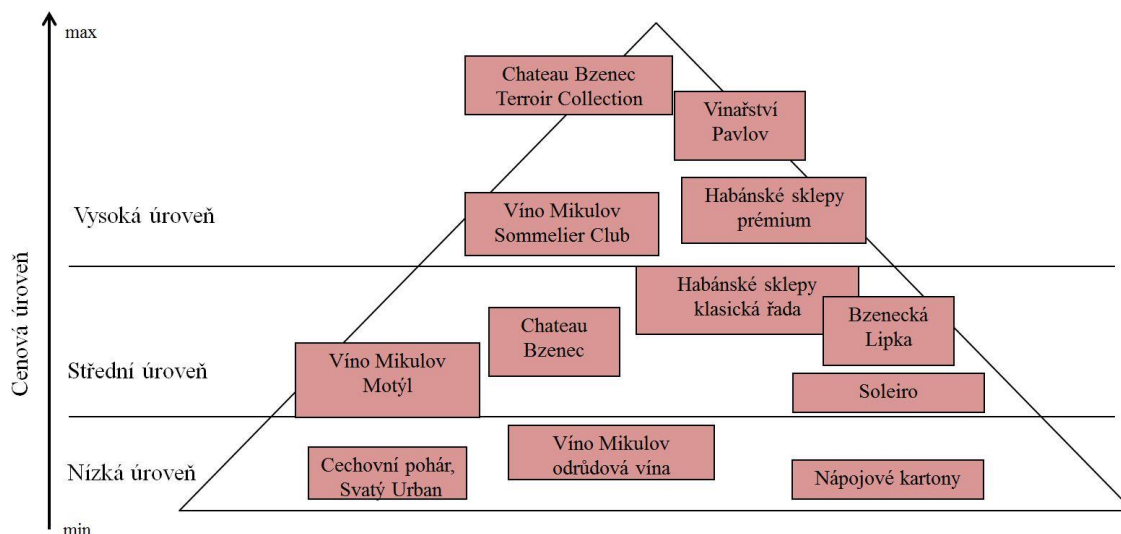 max
Chateau Bzenec
Terroir Collection
Vinařství
Pavlov
Vysoká úroveň
Víno Mikulov
Sommelier Club
Habánské sklepy
prémium
Cenová úroveň
Habánské sklepy
klasická řada
Chateau
Bzenec
Bzenecká
Lipka
Střední úroveň
Víno Mikulov
Motýl
Soleiro
Nízká úroveň
Cechovní pohár,
Svatý Urban
Víno Mikulov
odrůdová vína
Nápojové kartony
min